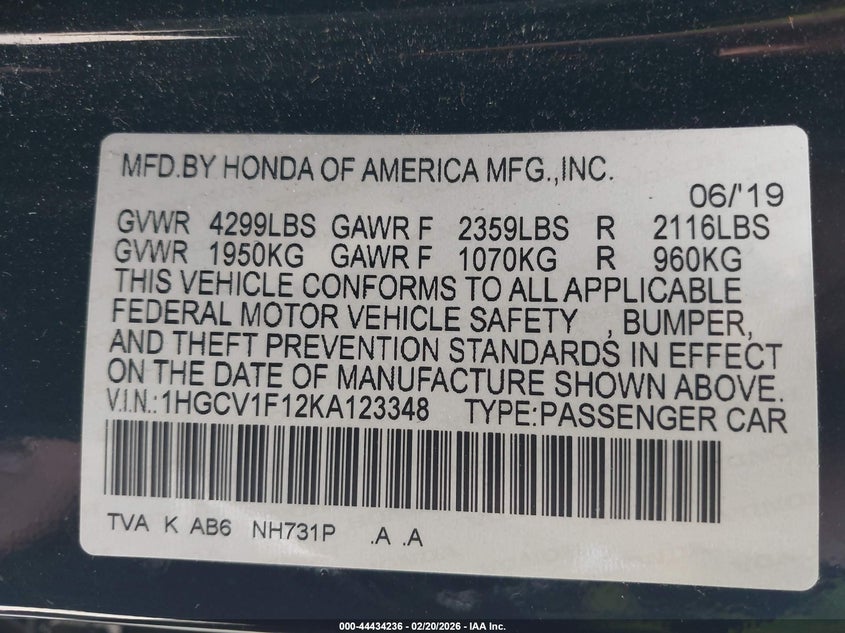 MFD.BY HONDA OF AMERICA MFG.,INC.
06/'19
GVWR 4299LBS GAWR F 2359LBS R 2116LBS
GVWR 1950KG GAWR F 1070KG R 960KG
THIS VEHICLE CONFORMS TO ALL APPLICABLE
FEDERAL MOTOR VEHICLE SAFETY , BUMPER,
AND THEFT PREVENTION STANDARDS IN EFFECT
ON THE DATE OF MANUFACTURE SHOWN ABOVE.
V.I.N.:1HGCV1F12KA123348 TYPE:PASSENGER CAR
TVA K AB6 NH731P .A .A
000-44434236 - 02/20/2026 - IAA Inc.